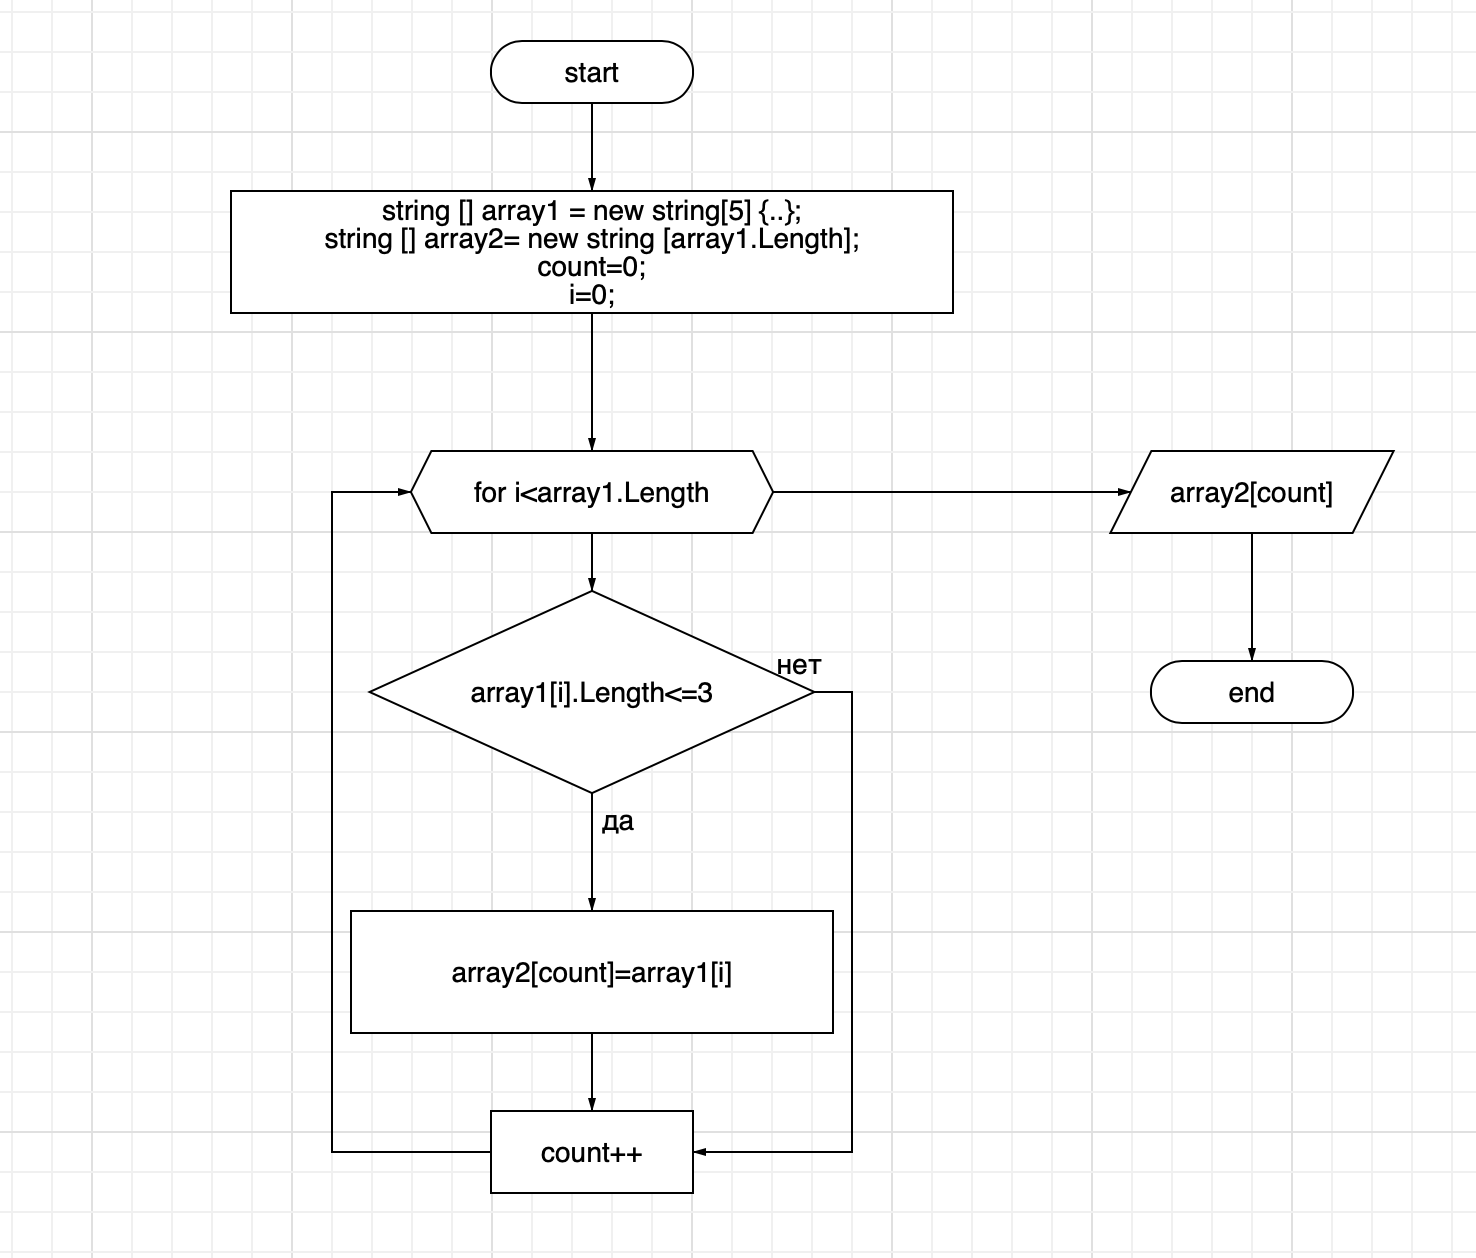 start
string [] array1 = new string[5] {..};
string [] array2= new string [array1.Length];
count=0;
i=0;
for i<array1.Length
array2[count]
нет
array1[i].Length<=3
end
да
array2[count]=array1[i]
count++